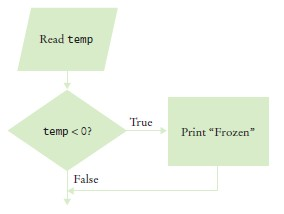 Read temp
temp < 0?
True
Print “Frozen”
False